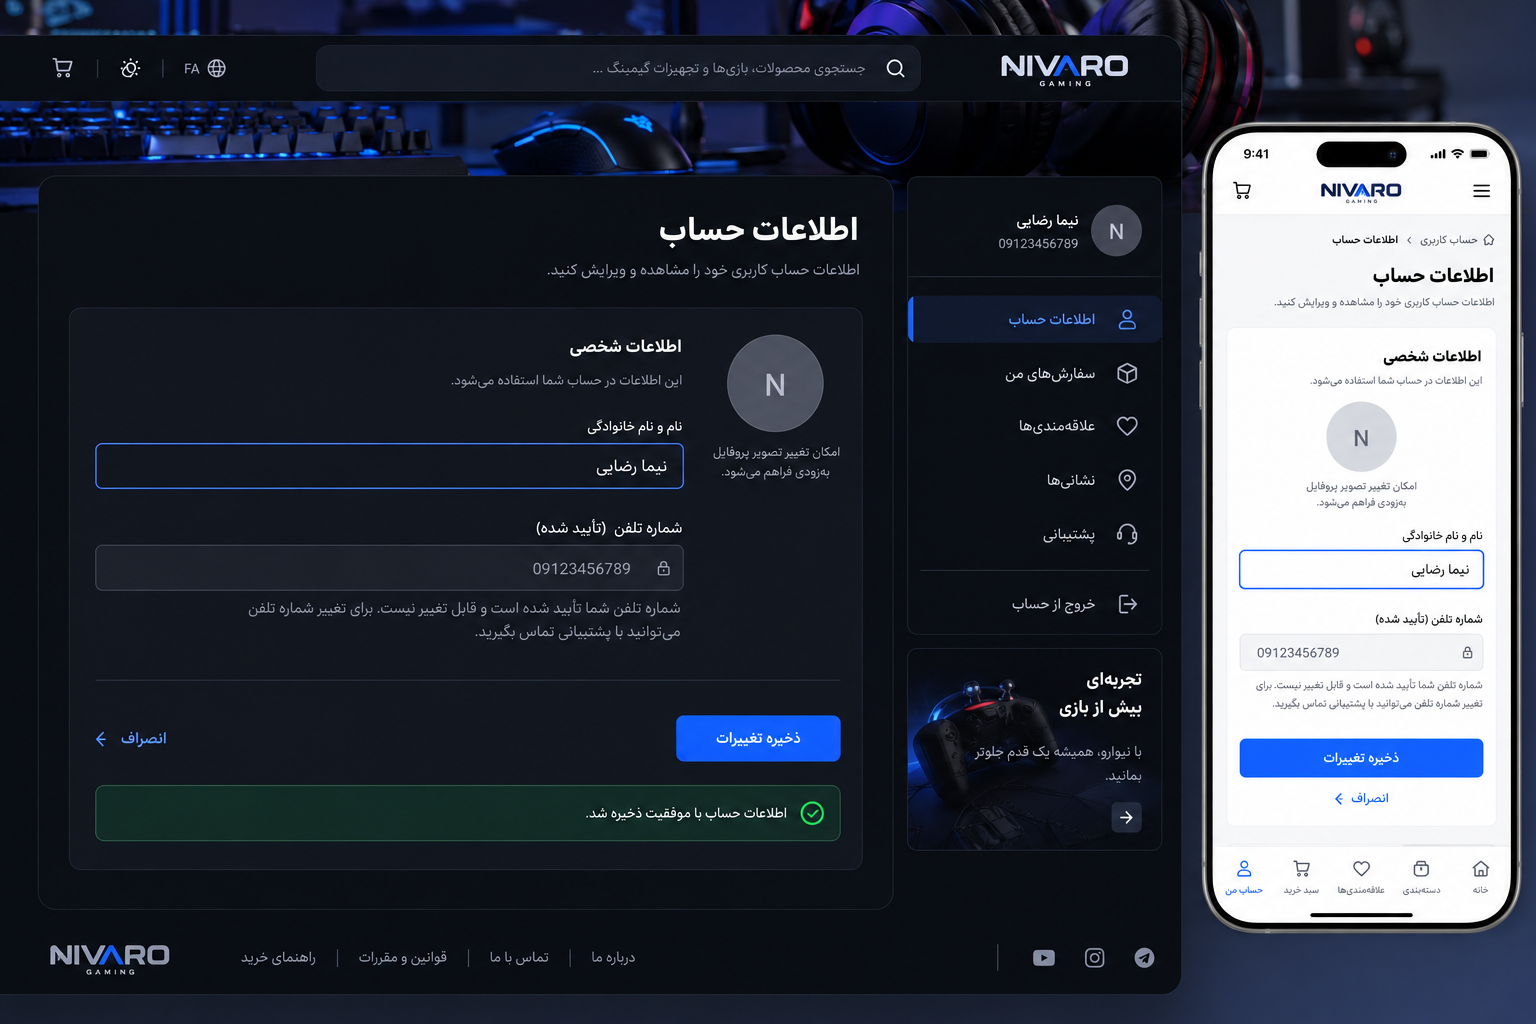 NIVARO
GAMING
جستجوی محصولات، بازی‌ها و تجهیزات گیمینگ ...
FA
اطلاعات حساب
اطلاعات حساب کاربری خود را مشاهده و ویرایش کنید.
N
امکان تغییر تصویر پروفایل
به‌زودی فراهم می‌شود.
اطلاعات شخصی
این اطلاعات در حساب شما استفاده می‌شود.
نام و نام خانوادگی
نیما رضایی
شماره تلفن (تأیید شده)
09123456789
شماره تلفن شما تأیید شده است و قابل تغییر نیست. برای تغییر شماره تلفن
می‌توانید با پشتیبانی تماس بگیرید.
ذخیره تغییرات
انصراف
اطلاعات حساب با موفقیت ذخیره شد.
N
نیما رضایی
09123456789
اطلاعات حساب
سفارش‌های من
علاقه‌مندی‌ها
نشانی‌ها
پشتیبانی
خروج از حساب
تجربه‌ای
بیش از بازی
با نیوارو، همیشه یک قدم جلوتر
بمانید.
درباره ما
تماس با ما
قوانین و مقررات
راهنمای خرید
NIVARO
GAMING
9:41
NIVARO
GAMING
حساب کاربری
اطلاعات حساب
اطلاعات حساب
اطلاعات حساب کاربری خود را مشاهده و ویرایش کنید.
اطلاعات شخصی
این اطلاعات در حساب شما استفاده می‌شود.
N
امکان تغییر تصویر پروفایل
به‌زودی فراهم می‌شود.
نام و نام خانوادگی
نیما رضایی
شماره تلفن (تأیید شده)
09123456789
شماره تلفن شما تأیید شده است و قابل تغییر نیست. برای
تغییر شماره تلفن می‌توانید با پشتیبانی تماس بگیرید.
ذخیره تغییرات
انصراف
خانه
دسته‌بندی
علاقه‌مندی‌ها
سبد خرید
حساب من